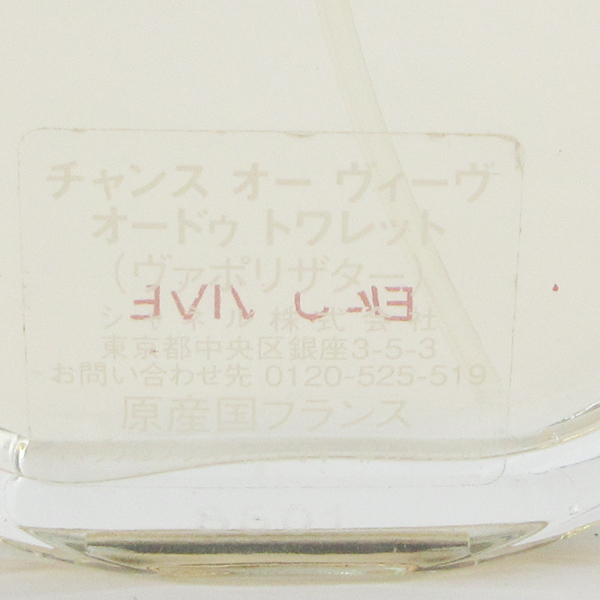 チャンス オー ヴィーヴ
オードゥ トワレット
(ヴァポリザター)
シャネル株式会社
東京都中央区銀座3-5-3
お問い合わせ先 0120-525-519
原産国フランス